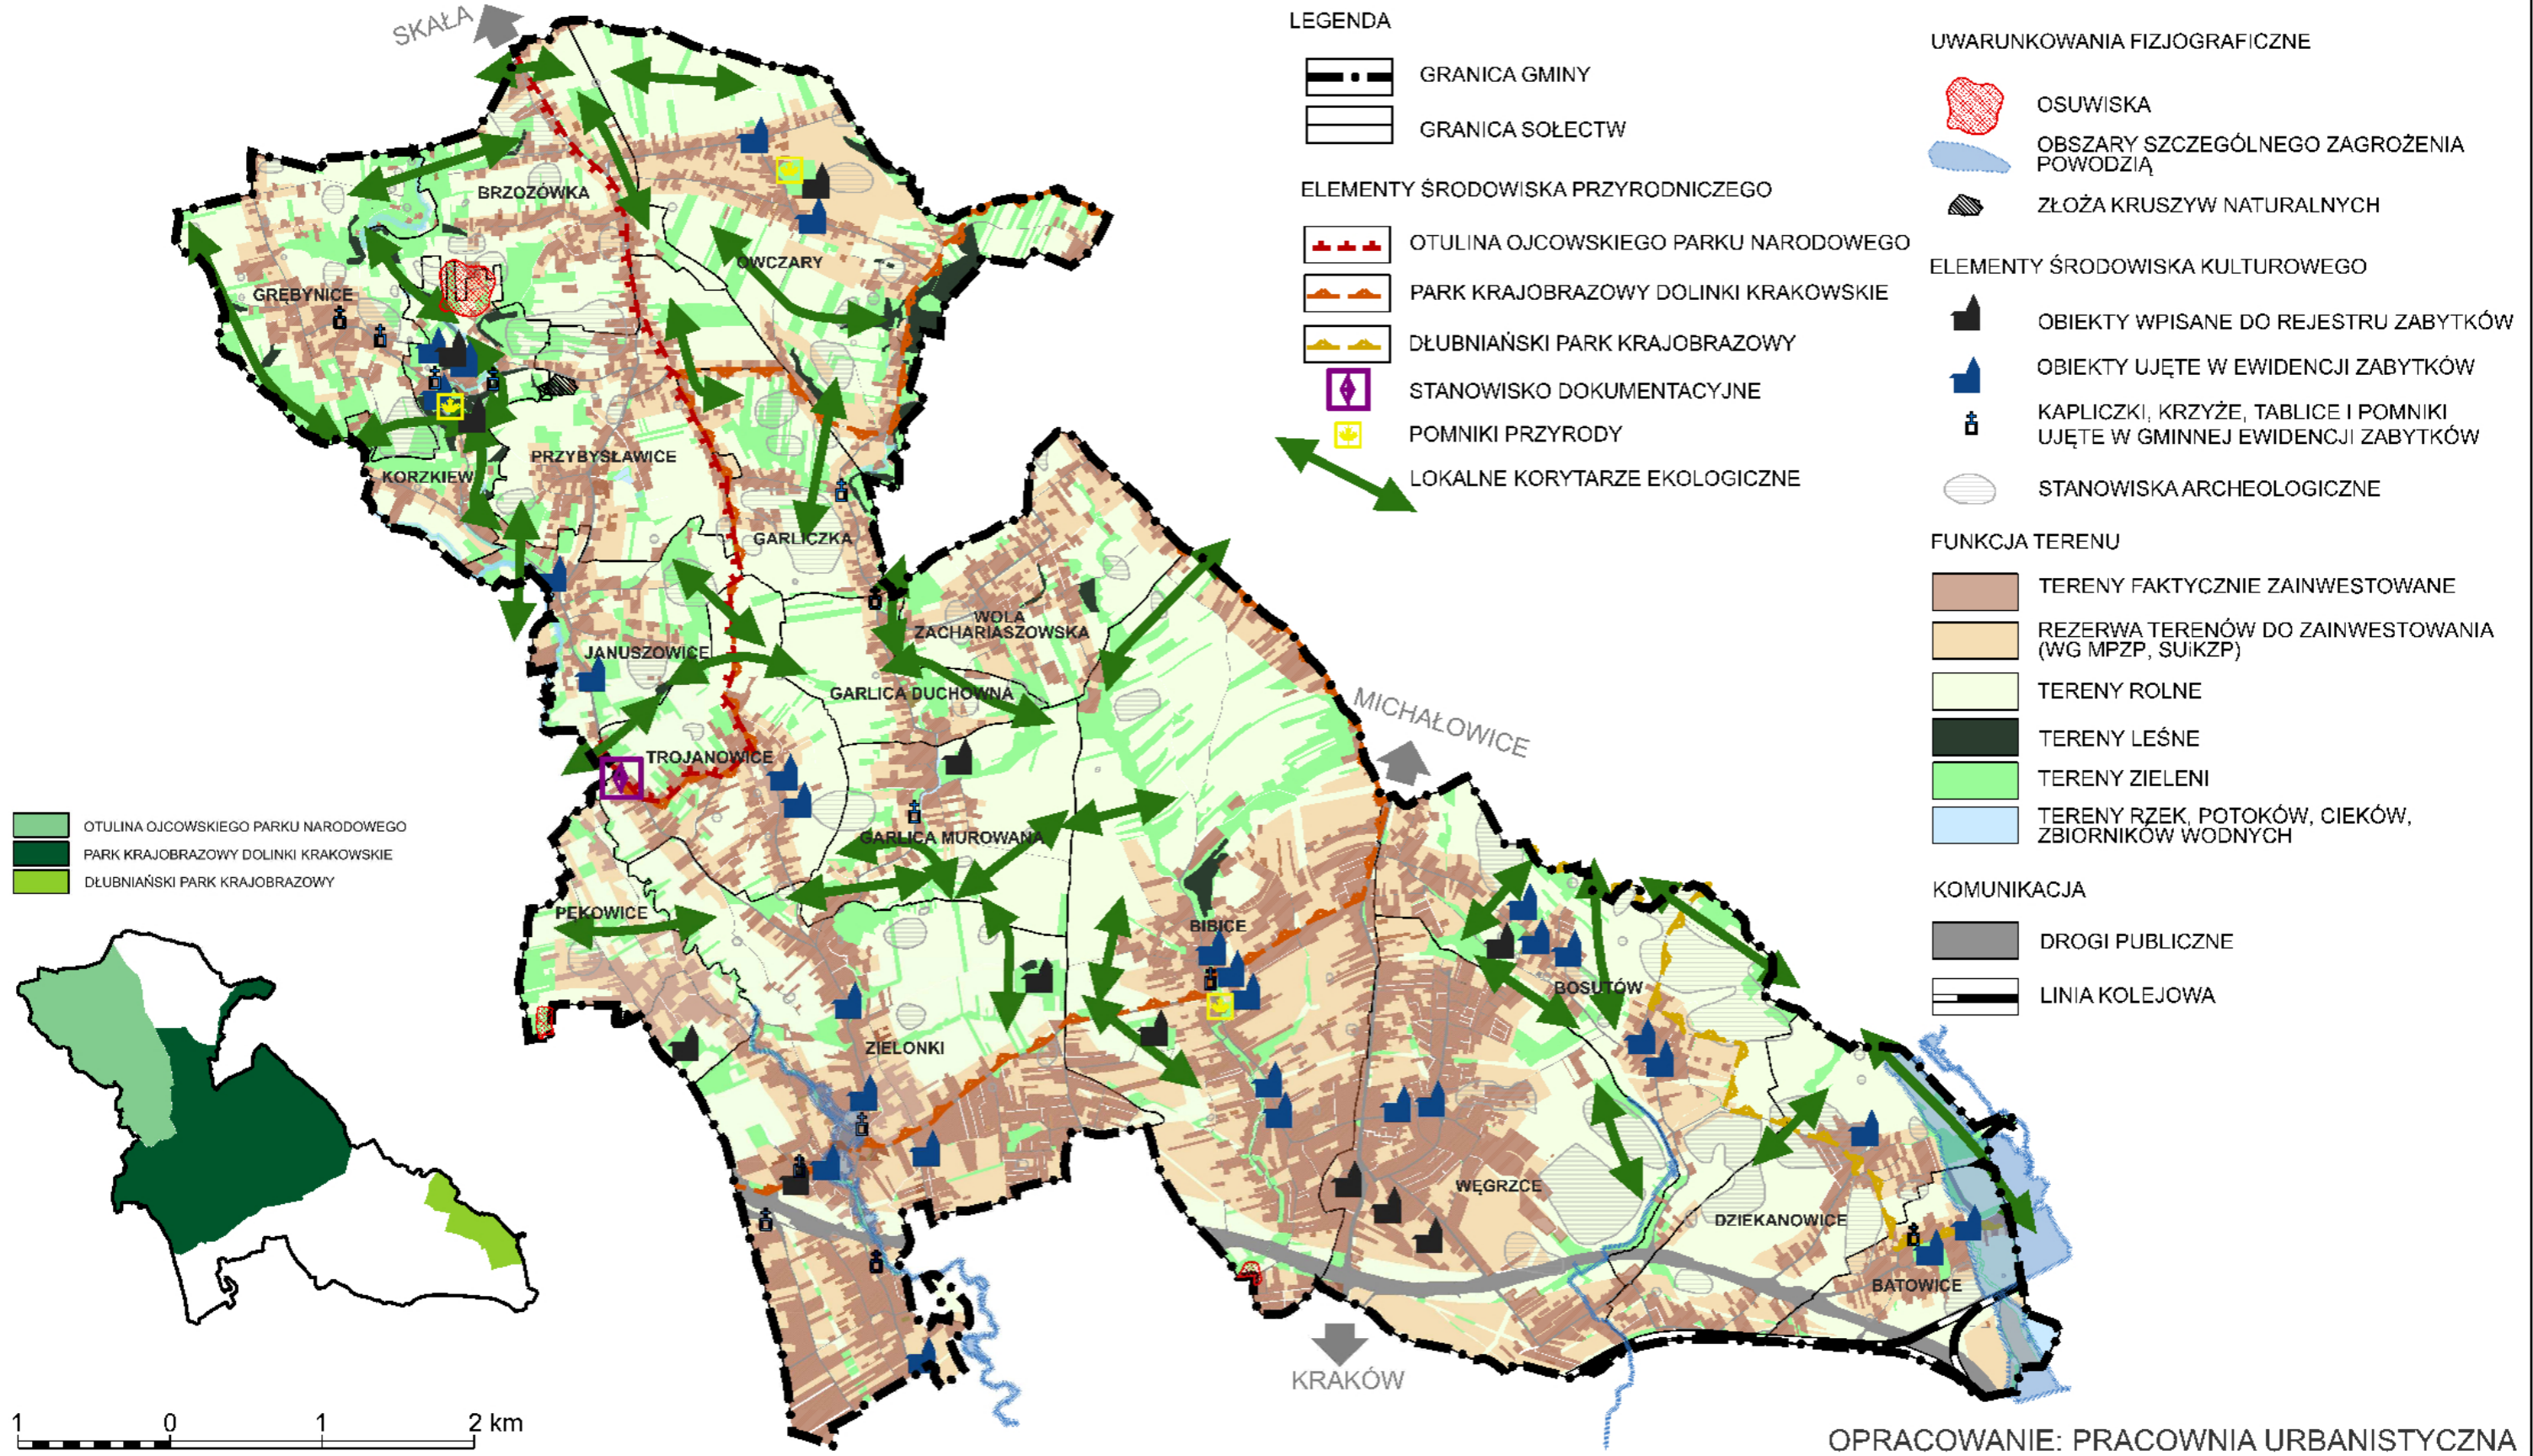 SKAŁA
BRZOZÓWKA
OWCZARY
GRĘBYNICE
PRZYBYSŁAWICE
KORZKIEW
GARLICZKA
WOLA
ZACHARIASZOWSKA
JANUSZOWICE
GARLICA DUCHOWNA
MICHAŁOWICE
TROJANOWICE
GARLICA MUROWANA
PĘKOWICE
BIBICE
BOSUTÓW
ZIELONKI
WĘGRZCE
DZIEKANOWICE
BATOWICE
KRAKÓW
LEGENDA
GRANICA GMINY
GRANICA SOŁECTW
ELEMENTY ŚRODOWISKA PRZYRODNICZEGO
OTULINA OJCOWSKIEGO PARKU NARODOWEGO
PARK KRAJOBRAZOWY DOLINKI KRAKOWSKIE
DŁUBNIAŃSKI PARK KRAJOBRAZOWY
STANOWISKO DOKUMENTACYJNE
POMNIKI PRZYRODY
LOKALNE KORYTARZE EKOLOGICZNE
UWARUNKOWANIA FIZJOGRAFICZNE
OSUWISKA
OBSZARY SZCZEGÓLNEGO ZAGROŻENIA
POWODZIĄ
ZŁOŻA KRUSZYW NATURALNYCH
ELEMENTY ŚRODOWISKA KULTUROWEGO
OBIEKTY WPISANE DO REJESTRU ZABYTKÓW
OBIEKTY UJĘTE W EWIDENCJI ZABYTKÓW
KAPLICZKI, KRZYŻE, TABLICE I POMNIKI
UJĘTE W GMINNEJ EWIDENCJI ZABYTKÓW
STANOWISKA ARCHEOLOGICZNE
FUNKCJA TERENU
TERENY FAKTYCZNIE ZAINWESTOWANE
REZERWA TERENÓW DO ZAINWESTOWANIA
(WG MPZP, SUiKZP)
TERENY ROLNE
TERENY LEŚNE
TERENY ZIELENI
TERENY RZEK, POTOKÓW, CIEKÓW,
ZBIORNIKÓW WODNYCH
KOMUNIKACJA
DROGI PUBLICZNE
LINIA KOLEJOWA
OTULINA OJCOWSKIEGO PARKU NARODOWEGO
PARK KRAJOBRAZOWY DOLINKI KRAKOWSKIE
DŁUBNIAŃSKI PARK KRAJOBRAZOWY
1 0 1 2 km
OPRACOWANIE: PRACOWNIA URBANISTYCZNA